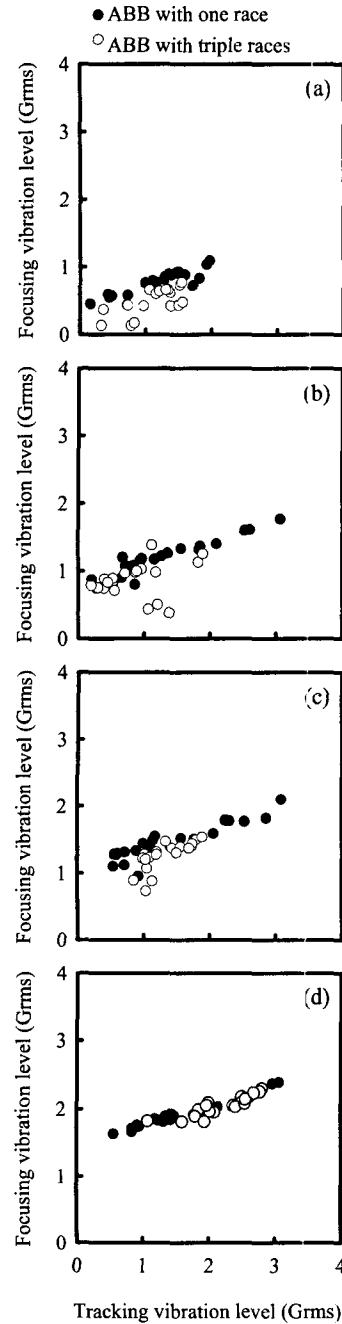 ● ABB with one race
○ ABB with triple races
(a)
Focusing vibration level (Grms)
4
3
2
1
0
(b)
Focusing vibration level (Grms)
4
3
2
1
0
(c)
Focusing vibration level (Grms)
4
3
2
1
0
(d)
Focusing vibration level (Grms)
4
3
2
1
0
0 1 2 3 4
Tracking vibration level (Grms)